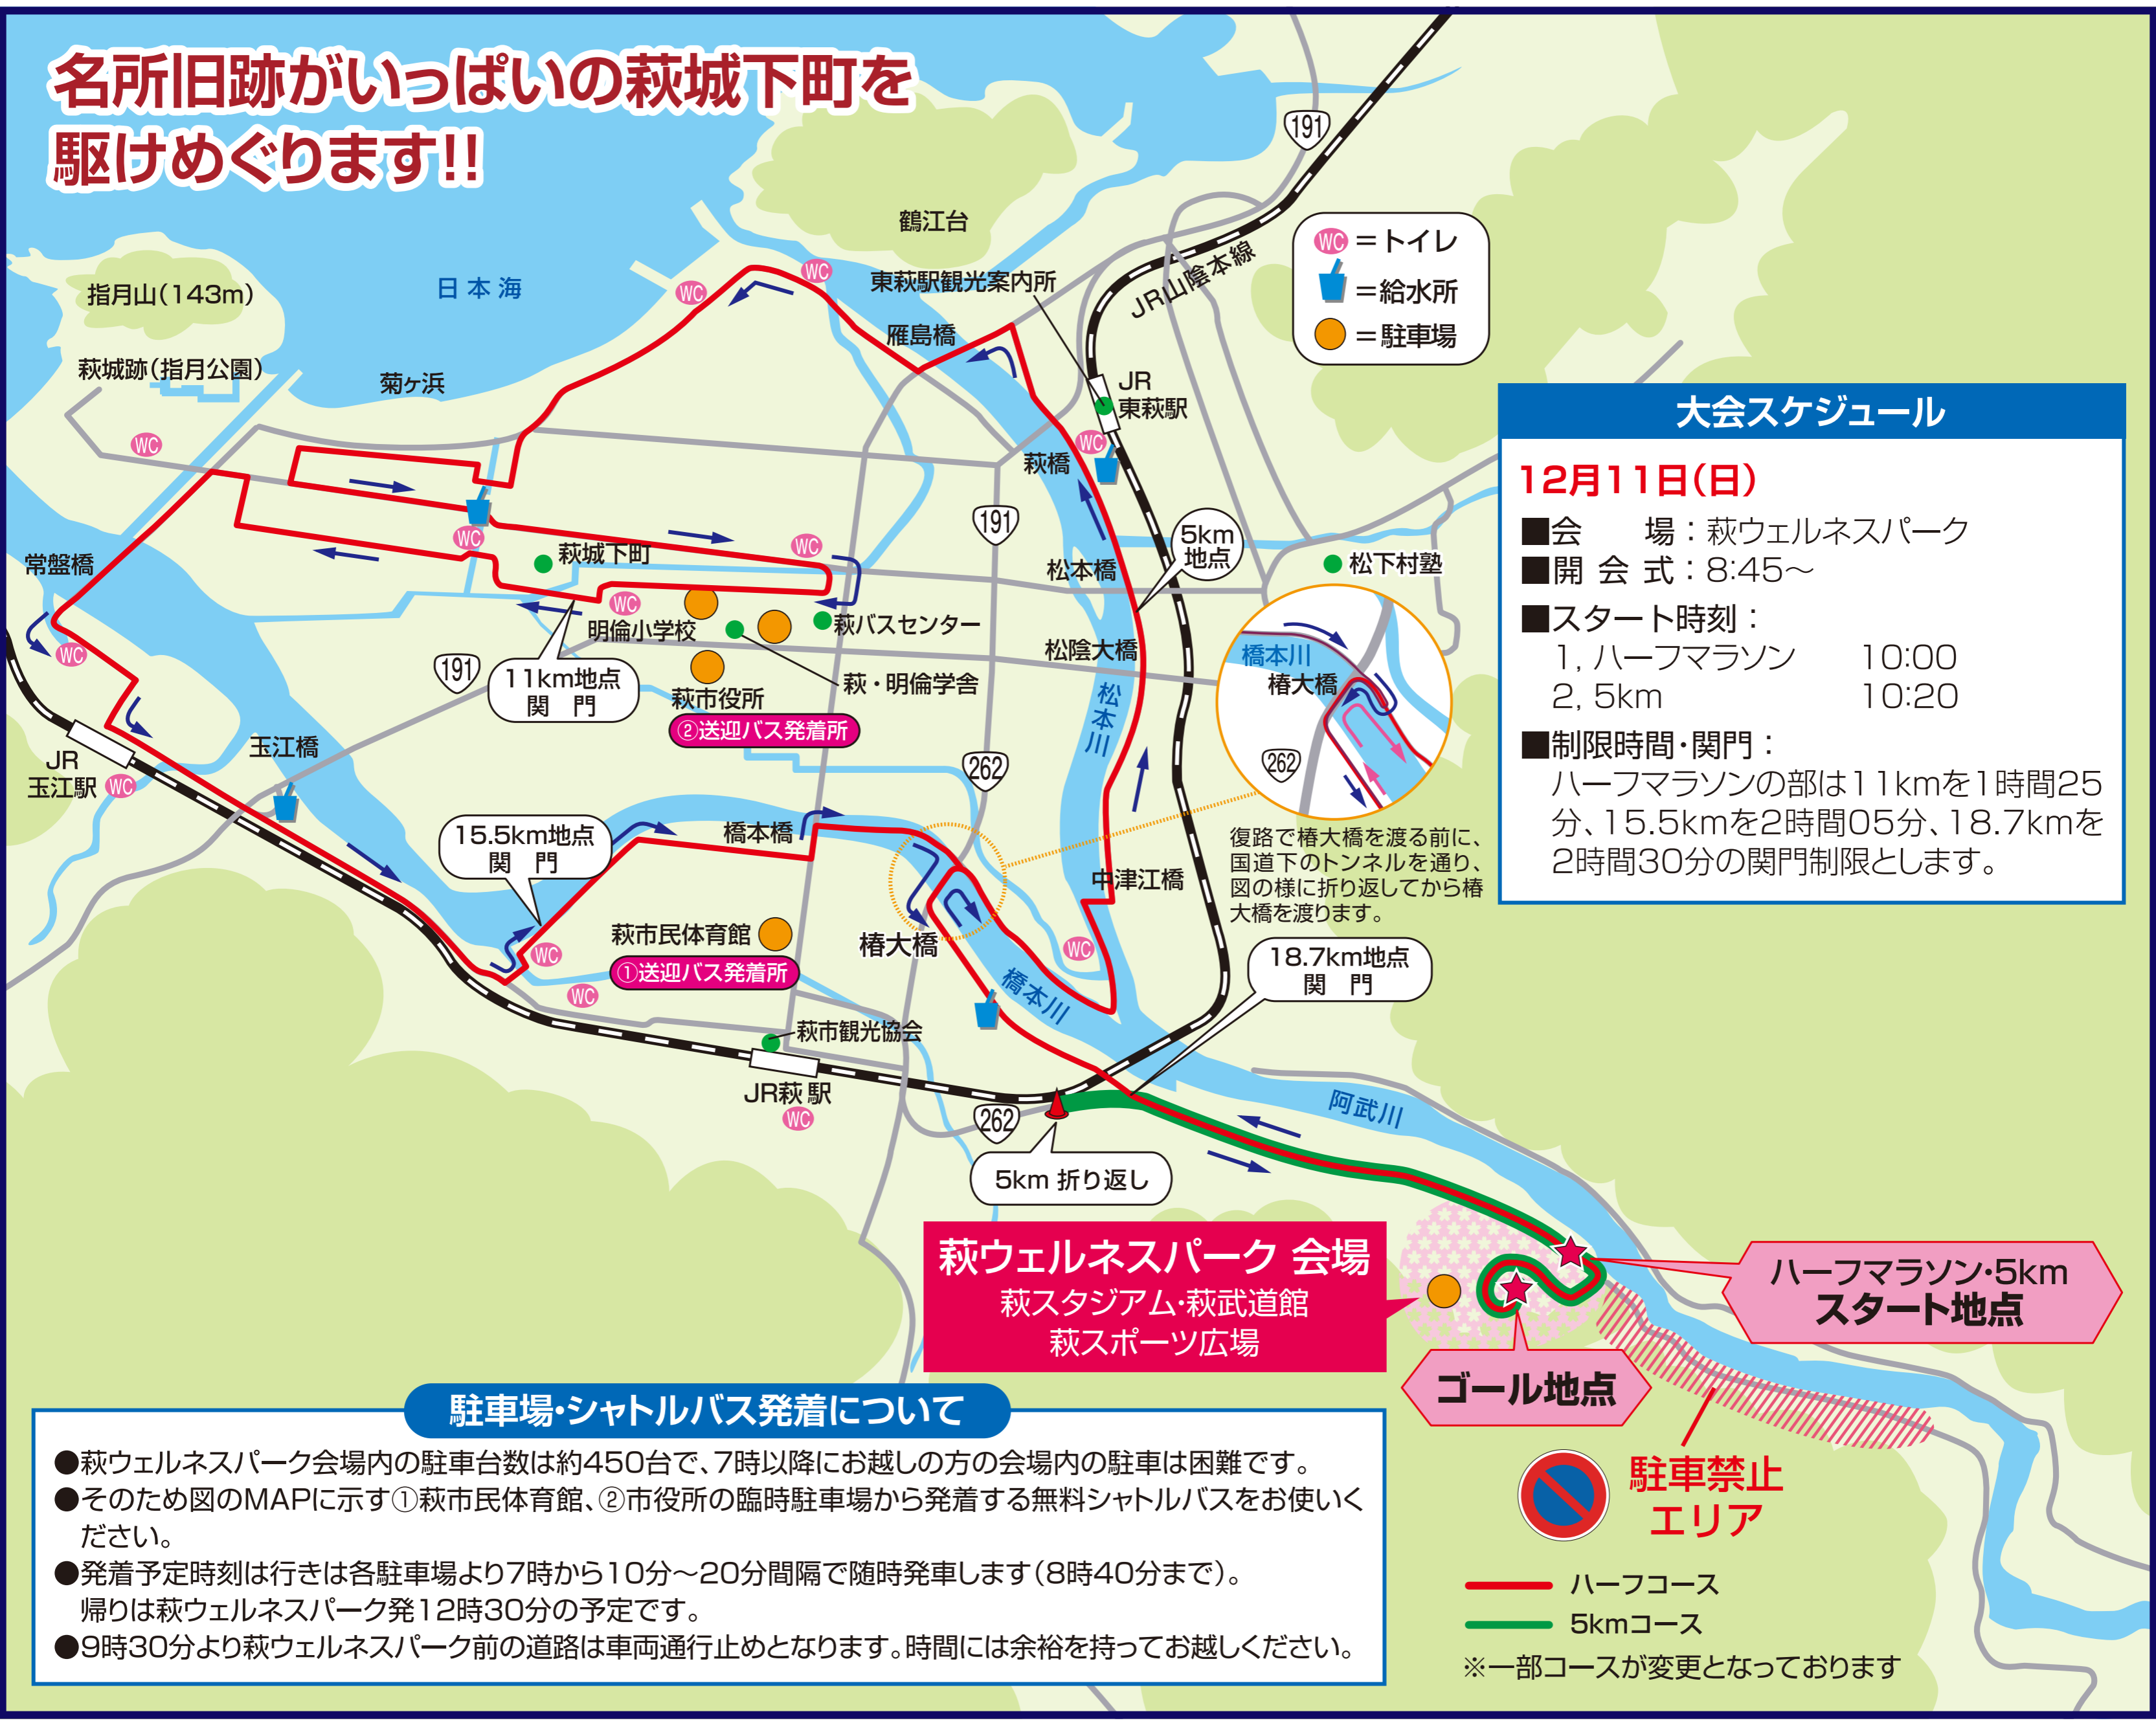 名所旧跡がいっぱいの萩城下町を
駆けめぐります!!
191
鶴江台
WC
WC
WC＝トイレ
＝給水所
＝駐車場
JR山陰本線
東萩駅観光案内所
日本海
指月山(143m)
雁島橋
萩城跡(指月公園)
菊ヶ浜
JR
東萩駅
WC
WC
萩橋
大会スケジュール
12月11日(日)
■会　　場：萩ウェルネスパーク
■開 会 式：8:45～
■スタート時刻：
1, ハーフマラソン　10:00
2, 5km　10:20
■制限時間・関門：
ハーフマラソンの部は11kmを1時間25
分、15.5kmを2時間05分、18.7kmを
2時間30分の関門制限とします。
191
WC
WC
5km
地点
常盤橋
萩城下町
松本橋
松下村塾
WC
明倫小学校
萩バスセンター
WC
191
11km地点
関　門
松陰大橋
橋本川
椿大橋
262
萩市役所
萩・明倫学舎
②送迎バス発着所
松本川
JR
玉江駅
WC
玉江橋
262
15.5km地点
関　門
橋本橋
復路で椿大橋を渡る前に、
国道下のトンネルを通り、
図の様に折り返してから椿
大橋を渡ります。
中津江橋
萩市民体育館
①送迎バス発着所
椿大橋
WC
WC
WC
18.7km地点
関　門
橋本川
萩市観光協会
JR萩駅
WC
262
阿武川
5km 折り返し
萩ウェルネスパーク 会場
萩スタジアム・萩武道館
萩スポーツ広場
ハーフマラソン・5km
スタート地点
ゴール地点
駐車禁止
エリア
駐車場・シャトルバス発着について
●萩ウェルネスパーク会場内の駐車台数は約450台で、7時以降にお越しの方の会場内の駐車は困難です。
●そのため図のMAPに示す①萩市民体育館、②市役所の臨時駐車場から発着する無料シャトルバスをお使いく
ださい。
●発着予定時刻は行きは各駐車場より7時から10分～20分間隔で随時発車します(8時40分まで)。
帰りは萩ウェルネスパーク発12時30分の予定です。
●9時30分より萩ウェルネスパーク前の道路は車両通行止めとなります。時間には余裕を持ってお越しください。
ハーフコース
5kmコース
※一部コースが変更となっております